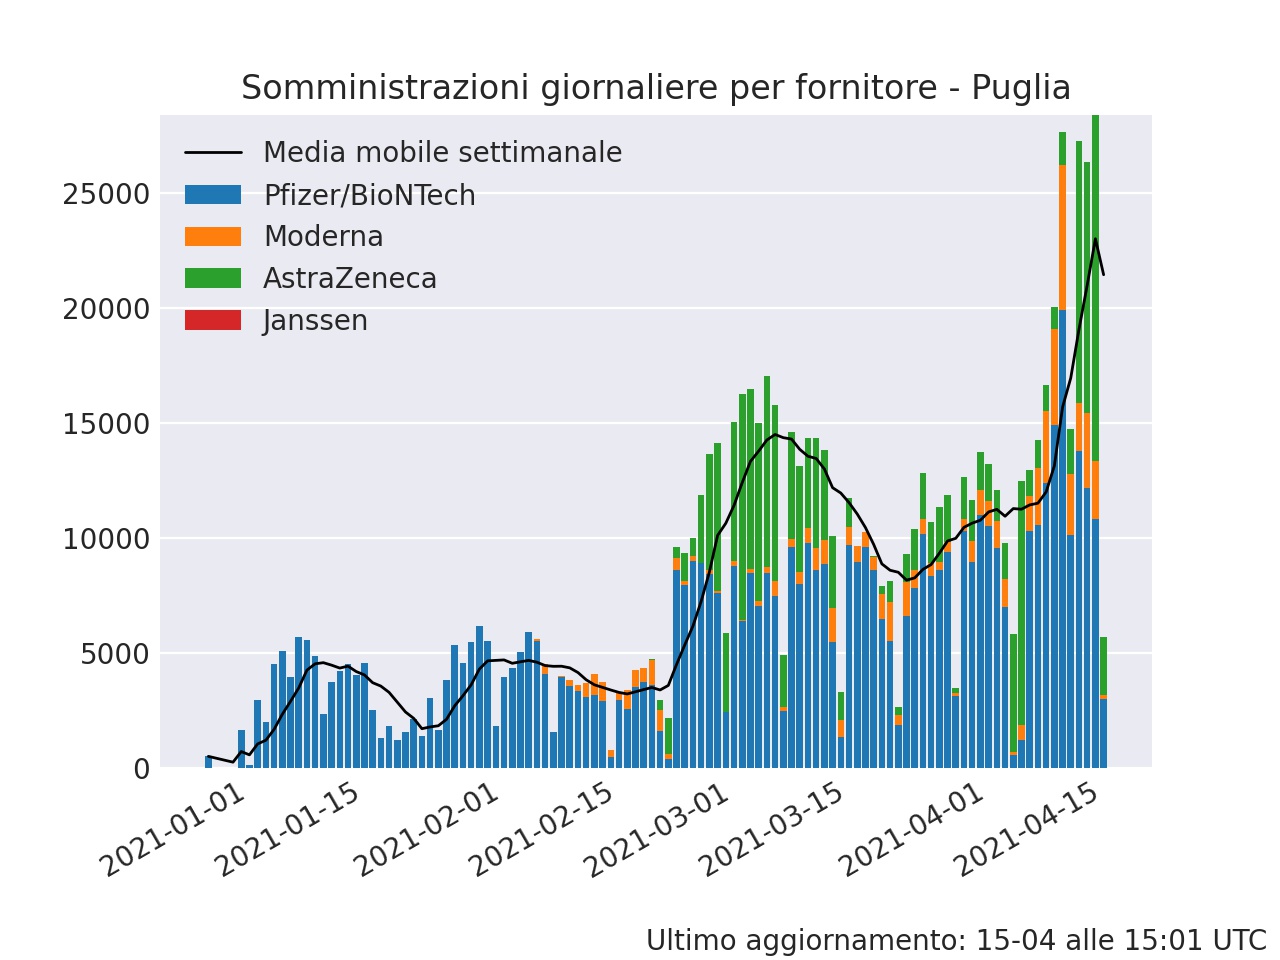 Somministrazioni giornaliere per fornitore - Puglia
Media mobile settimanale
Pfizer/BioNTech
Moderna
AstraZeneca
Janssen
25000
20000
15000
10000
5000
0
2021-01-01
2021-01-15
2021-02-01
2021-02-15
2021-03-01
2021-03-15
2021-04-01
2021-04-15
Ultimo aggiornamento: 15-04 alle 15:01 UTC